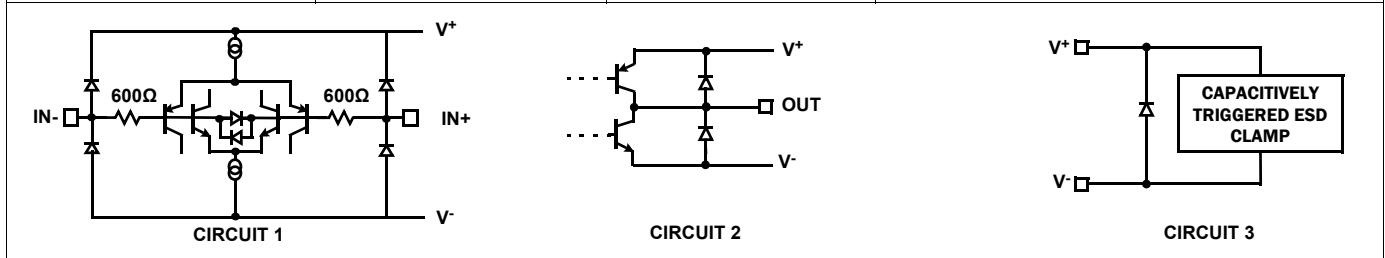 V+
600Ω
600Ω
IN-
IN+
V-
CIRCUIT 1
V+
OUT
V-
CIRCUIT 2
V+
CAPACITIVELY
TRIGGERED ESD
CLAMP
V-
CIRCUIT 3